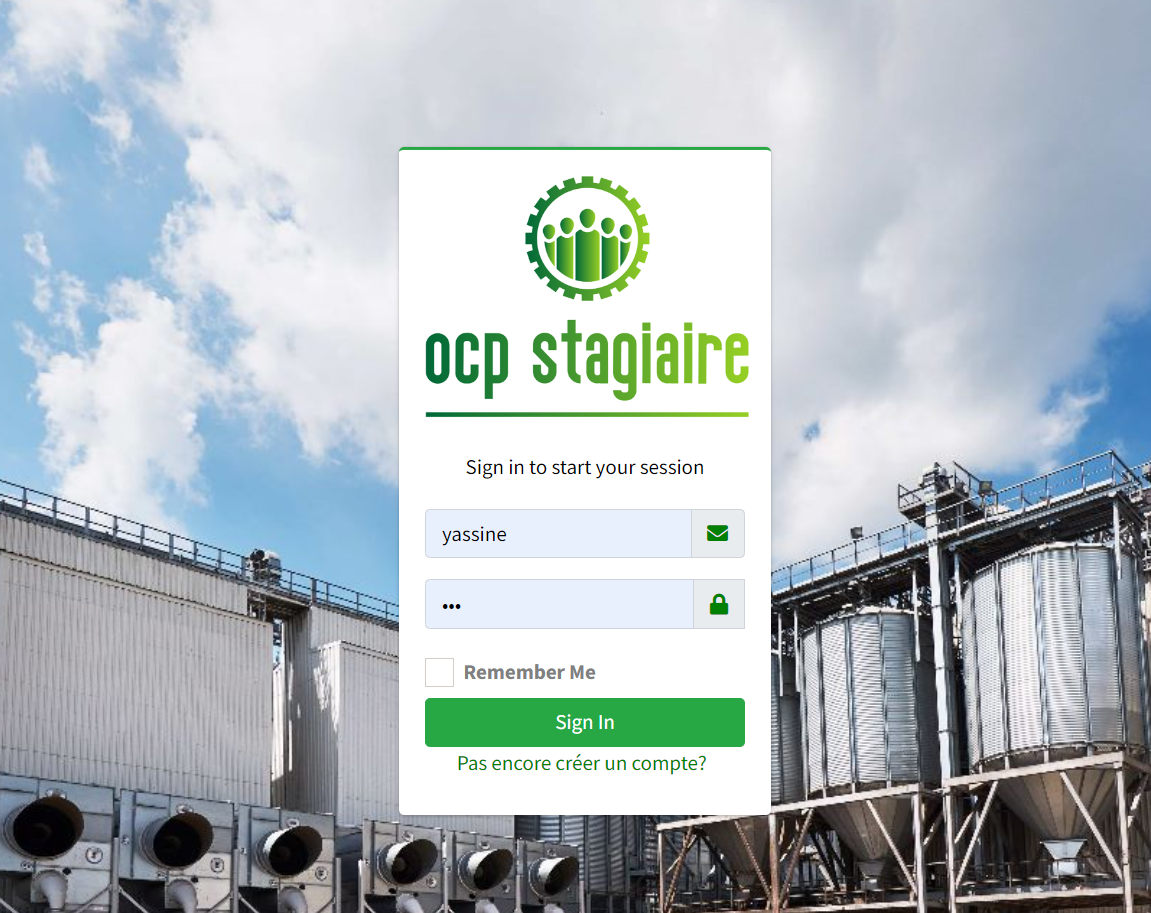 ocp stagiaire
Sign in to start your session
yassine
•••
Remember Me
Sign In
Pas encore créer un compte?